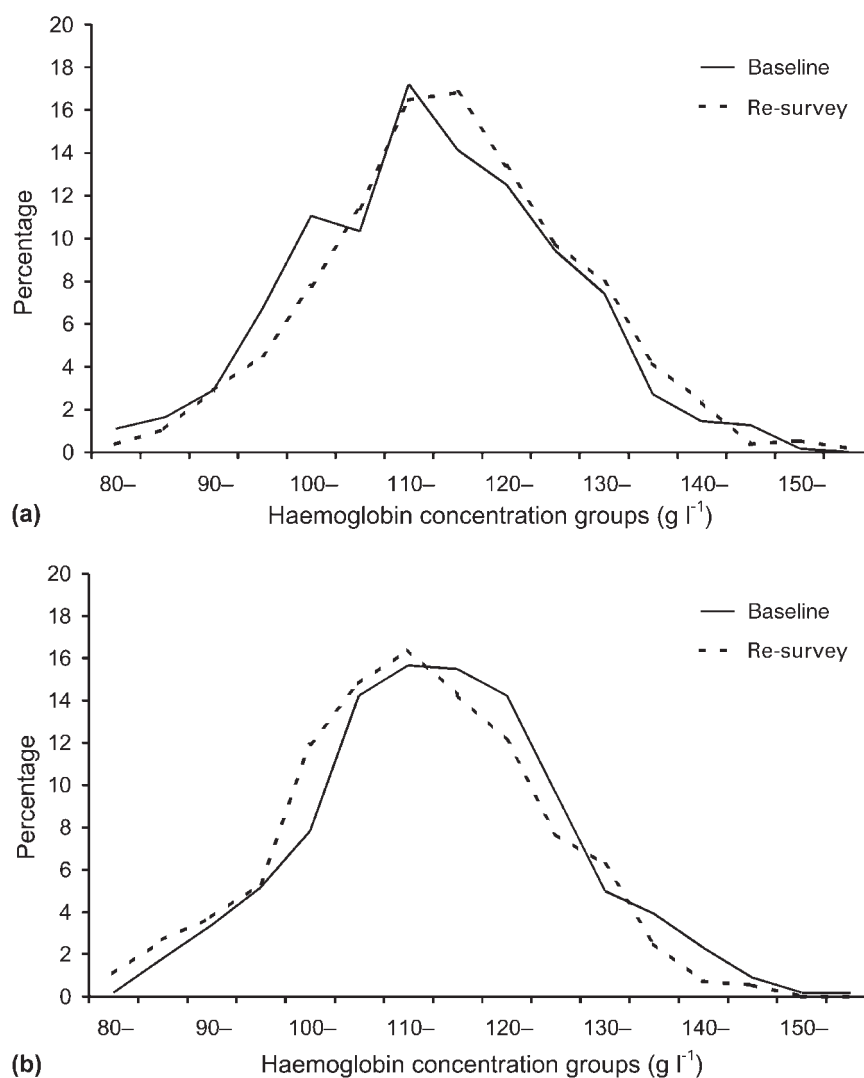 20
18
16
14
12
10
8
6
4
2
0
Percentage
Baseline
Re-survey
80– 90– 100– 110– 120– 130– 140– 150–
(a) Haemoglobin concentration groups (g l⁻¹)
20
18
16
14
12
10
8
6
4
2
0
Percentage
Baseline
Re-survey
80– 90– 100– 110– 120– 130– 140– 150–
(b) Haemoglobin concentration groups (g l⁻¹)